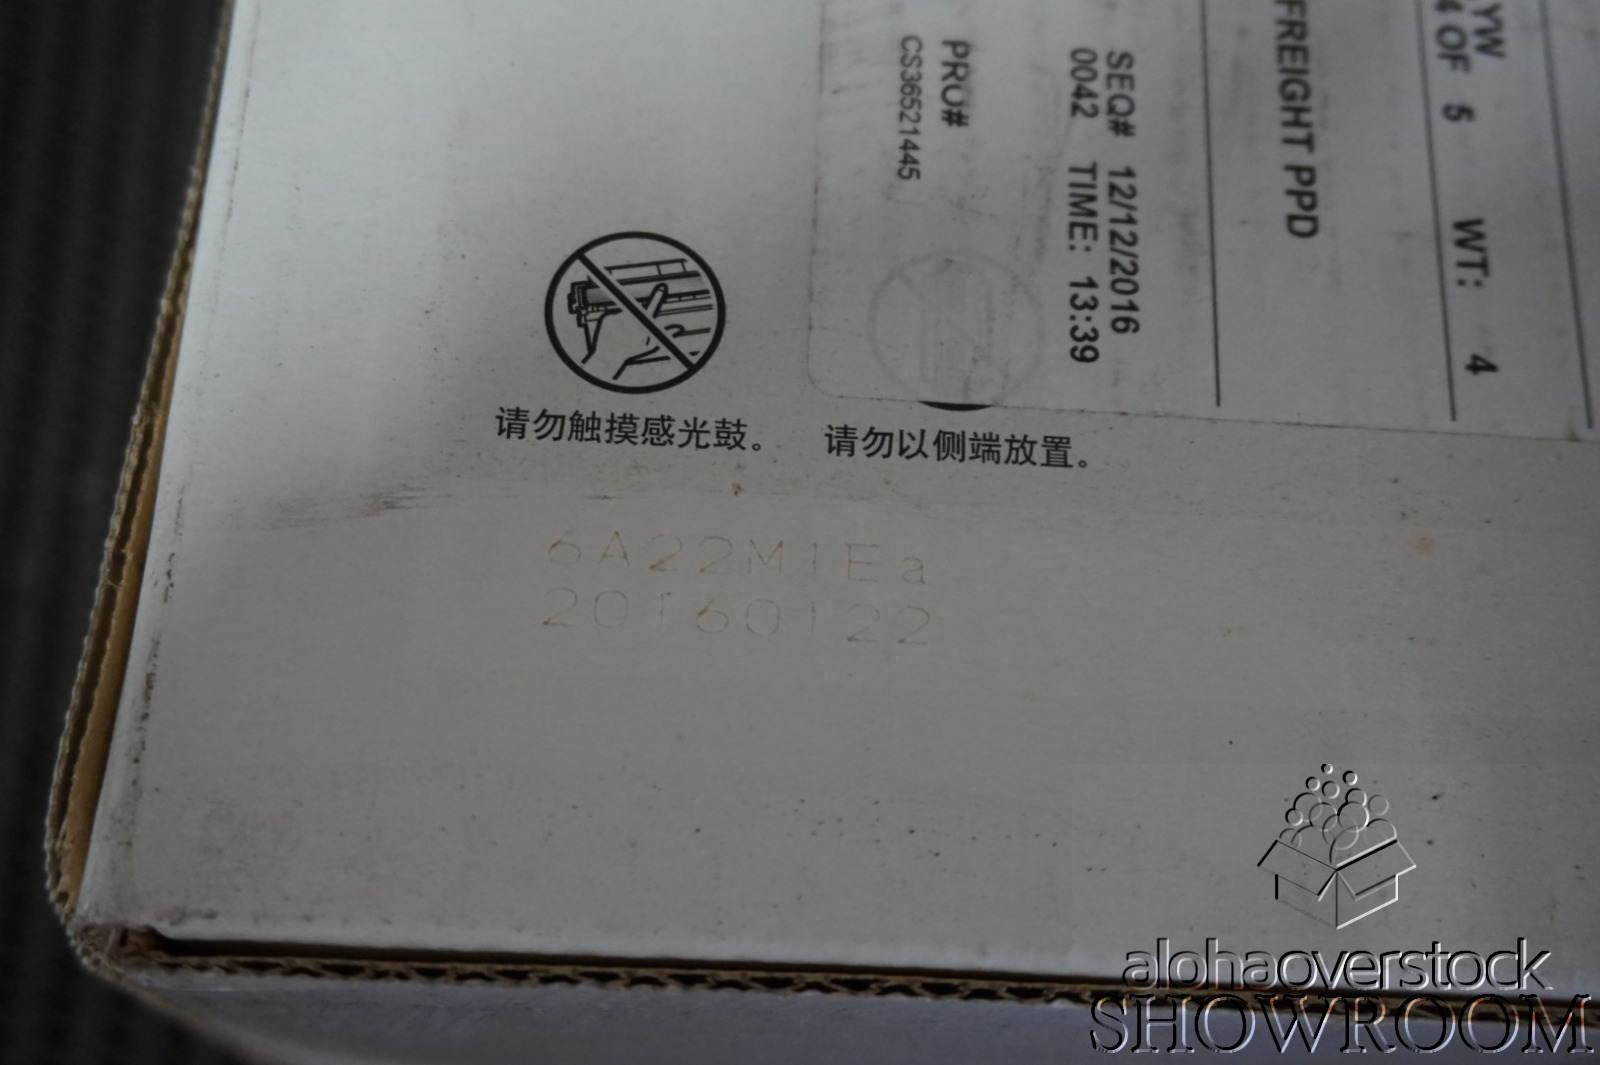 YW
4 OF 5 WT: 4
FREIGHT PPD
SEQ# 12/12/2016
0042 TIME: 13:39
PRO#
CS36521445
请勿触摸感光鼓。
请勿以侧端放置。
6A22M1Ea
20160122
alohaoverstock
SHOWROOM